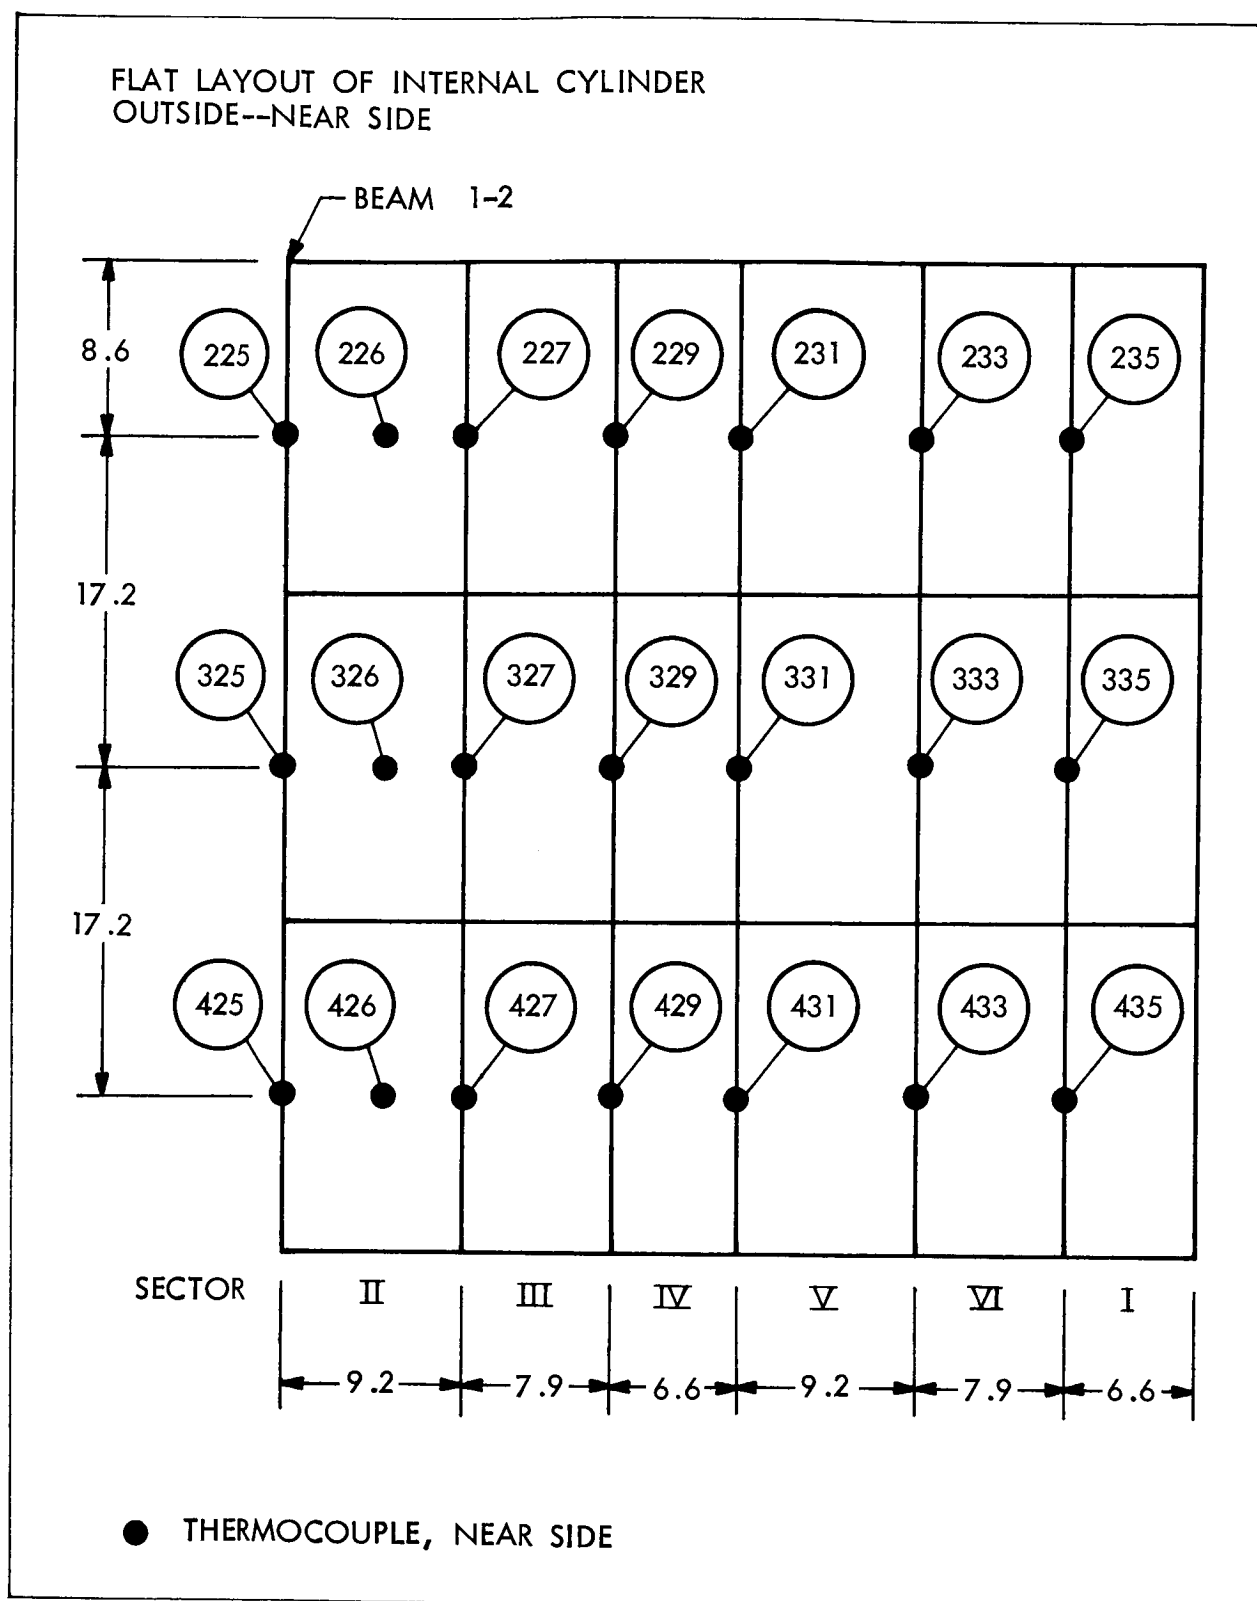 FLAT LAYOUT OF INTERNAL CYLINDER
OUTSIDE--NEAR SIDE
BEAM 1-2
8.6
225 226 227 229 231 233 235
17.2
325 326 327 329 331 333 335
17.2
425 426 427 429 431 433 435
SECTOR II III IV V VI I
9.2 7.9 6.6 9.2 7.9 6.6
THERMOCOUPLE, NEAR SIDE